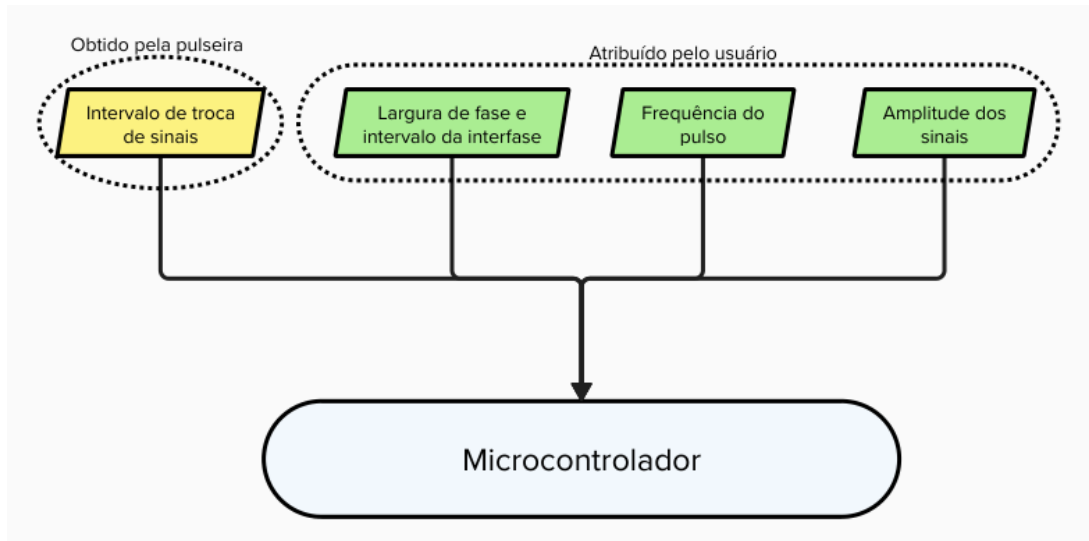 Obtido pela pulseira
Atribuído pelo usuário
Intervalo de troca
de sinais
Largura de fase e
intervalo da interfase
Frequência do
pulso
Amplitude dos
sinais
Microcontrolador